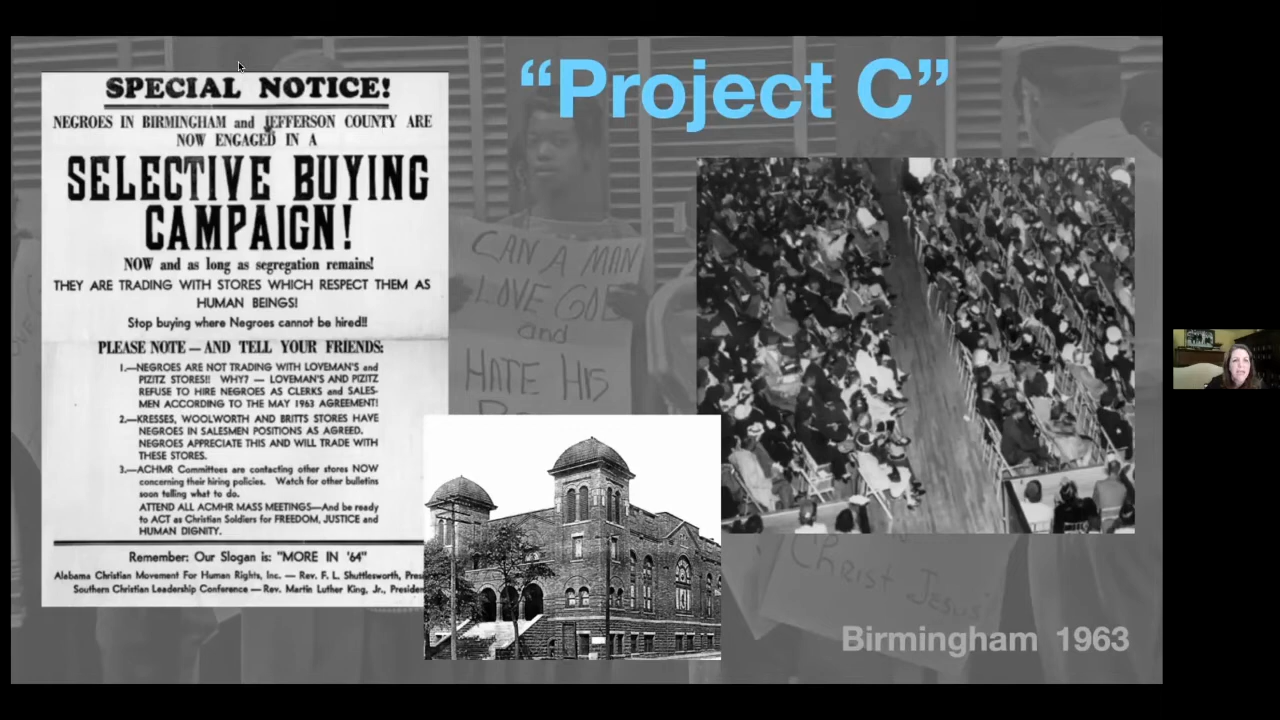 “Project C”
SPECIAL NOTICE!
NEGROES IN BIRMINGHAM and JEFFERSON COUNTY ARE
NOW ENGAGED IN A
SELECTIVE BUYING
CAMPAIGN!
NOW and as long as segregation remains!
THEY ARE TRADING WITH STORES WHICH RESPECT THEM AS
HUMAN BEINGS!
Stop buying where Negroes cannot be hired!!
PLEASE NOTE — AND TELL YOUR FRIENDS:
1.—NEGROES ARE NOT TRADING WITH LOVEMAN'S and
PIZITZ STORES!! WHY? — LOVEMAN'S AND PIZITZ
REFUSE TO HIRE NEGROES AS CLERKS and SALES-
MEN ACCORDING TO THE MAY 1963 AGREEMENT!
2.—KRESSES, WOOLWORTH AND BRITTS STORES HAVE
NEGROES IN SALESMEN POSITIONS AS AGREED.
NEGROES APPRECIATE THIS AND WILL TRADE WITH
THESE STORES.
3.—ACHMR Committees are contacting other stores NOW
concerning their hiring policies. Watch for other bulletins
soon telling what to do.
ATTEND ALL ACMHR MASS MEETINGS—And be ready
to ACT as Christian Soldiers for FREEDOM, JUSTICE and
HUMAN DIGNITY.
Remember: Our Slogan is: "MORE IN '64"
Alabama Christian Movement For Human Rights, Inc. — Rev. F. L. Shuttlesworth,
Southern Christian Leadership Conference — Rev. Martin Luther King, Jr.,
CAN A MAN
LOVE GOD
and
HATE HIS
Christ Jesus
Birmingham 1963